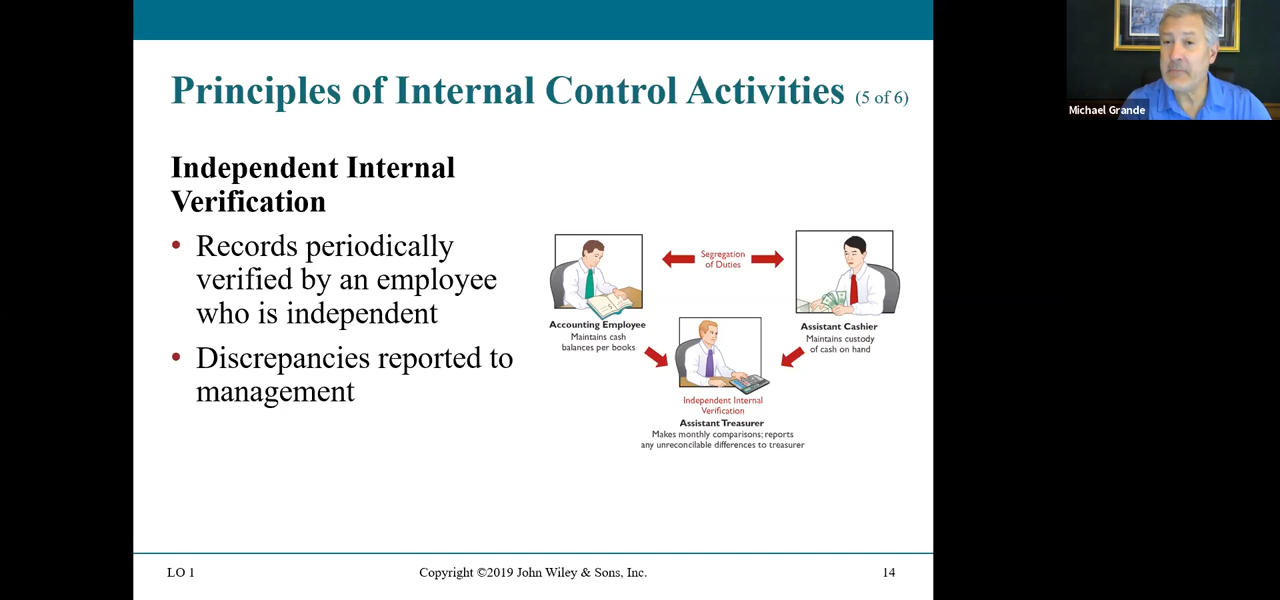 Principles of Internal Control Activities (5 of 6)
Michael Grande
Independent Internal
Verification
• Records periodically
verified by an employee
who is independent
• Discrepancies reported to
management
Segregation
of Duties
Accounting Employee
Maintains cash
balances per books
Assistant Cashier
Maintains custody
of cash on hand
Independent Internal
Verification
Assistant Treasurer
Makes monthly comparisons; reports
any unreconcilable differences to treasurer
LO 1
Copyright ©2019 John Wiley & Sons, Inc.
14